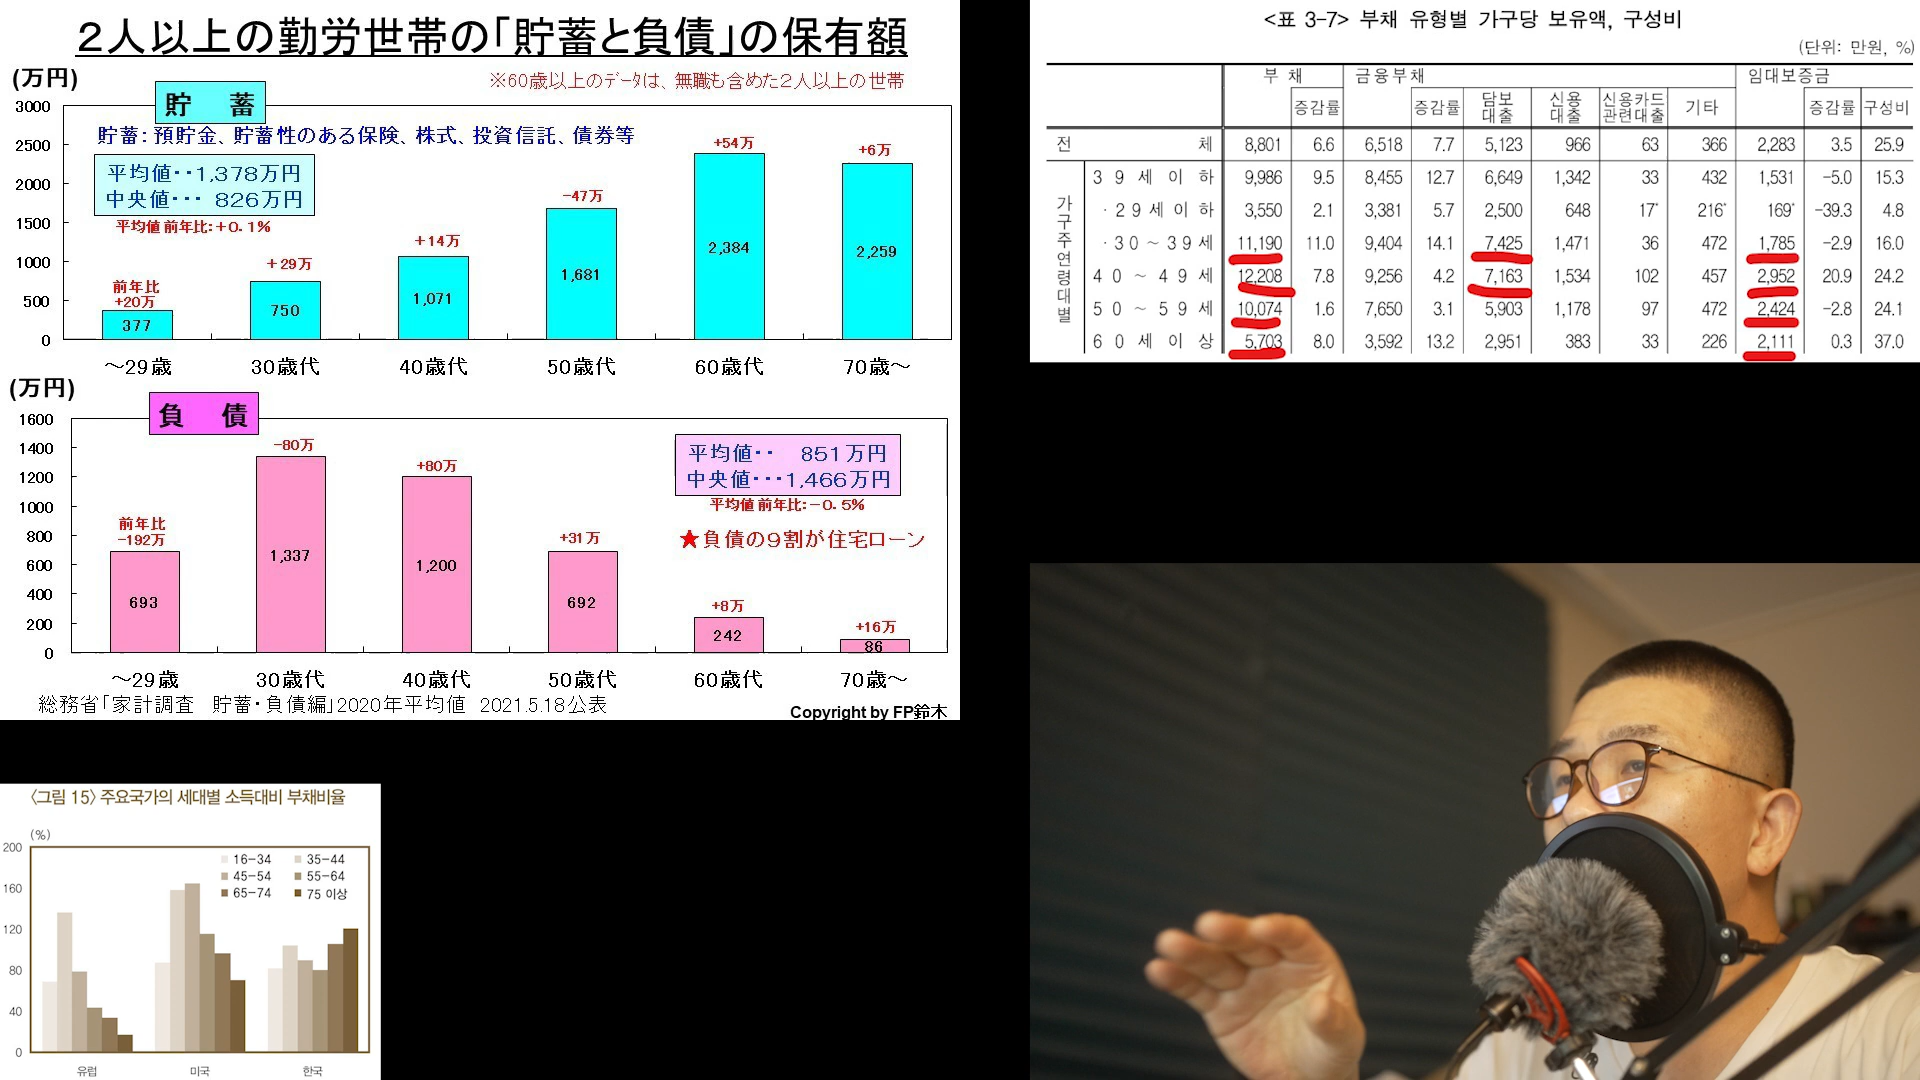 ２人以上の勤労世帯の「貯蓄と負債」の保有額
(万円)
※60歳以上のﾃﾞｰﾀは、無職も含めた２人以上の世帯
貯　蓄
貯蓄：預貯金、貯蓄性のある保険、株式、投資信託、債券等
平均値‥1,378万円
中央値… 826万円
平均値 前年比：+0.1%
3000
2500
2000
1500
1000
500
0
前年比
+20万
+29万
+14万
-47万
+54万
+6万
377
750
1,071
1,681
2,384
2,259
～29歳
30歳代
40歳代
50歳代
60歳代
70歳～
(万円)
負　債
1600
1400
1200
1000
800
600
400
200
0
平均値‥　851万円
中央値…1,466万円
平均値 前年比：-0.5%
★負債の９割が住宅ローン
前年比
-192万
-80万
+80万
+31万
+8万
+16万
693
1,337
1,200
692
242
86
～29歳
30歳代
40歳代
50歳代
60歳代
70歳～
総務省「家計調査　貯蓄・負債編」2020年平均値　2021.5.18公表
Copyright by FP鈴木
<표 3-7> 부채 유형별 가구당 보유액, 구성비
(단위: 만원, %)
부 채 금융부채 임대보증금
증감률 증감률 담보대출 신용대출 신용카드관련대출 기타 증감률 구성비
전 체 8,801 6.6 6,518 7.7 5,123 966 63 366 2,283 3.5 25.9
가구주연령대별
39세이하 9,986 9.5 8,455 12.7 6,649 1,342 33 432 1,531 -5.0 15.3
·29세이하 3,550 2.1 3,381 5.7 2,500 648 17* 216* 169* -39.3 4.8
·30~39세 11,190 11.0 9,404 14.1 7,425 1,471 36 472 1,785 -2.9 16.0
40~49세 12,208 7.8 9,256 4.2 7,163 1,534 102 457 2,952 20.9 24.2
50~59세 10,074 1.6 7,650 3.1 5,903 1,178 97 472 2,424 -2.8 24.1
60세이상 5,703 8.0 3,592 13.2 2,951 383 33 226 2,111 0.3 37.0
〈그림 15〉 주요국가의 세대별 소득대비 부채비율
(%)
200
160
120
80
40
0
16-34 35-44
45-54 55-64
65-74 75 이상
유럽 미국 한국